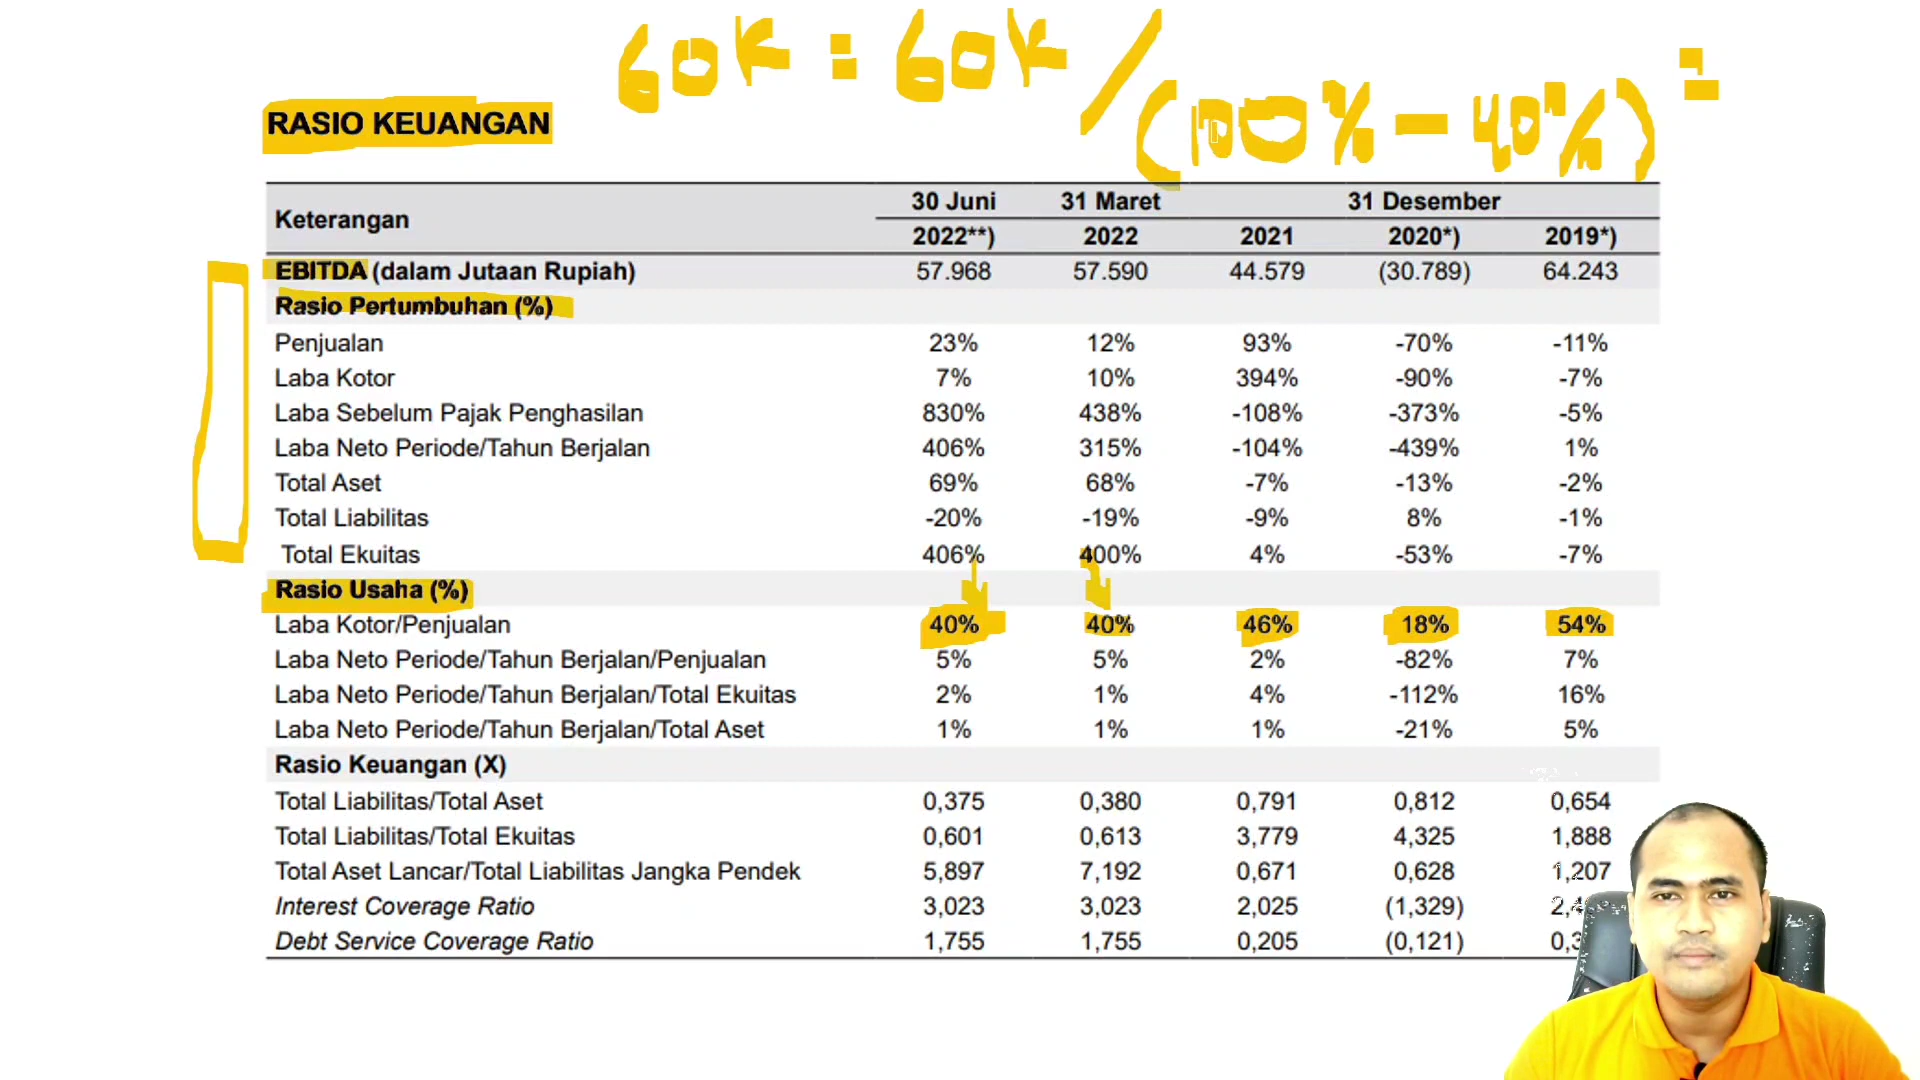 60k = 60k / (100% - 40%) =
RASIO KEUANGAN
Keterangan 30 Juni 31 Maret 31 Desember
2022**) 2022 2021 2020*) 2019*)
EBITDA (dalam Jutaan Rupiah) 57.968 57.590 44.579 (30.789) 64.243
Rasio Pertumbuhan (%)
Penjualan 23% 12% 93% -70% -11%
Laba Kotor 7% 10% 394% -90% -7%
Laba Sebelum Pajak Penghasilan 830% 438% -108% -373% -5%
Laba Neto Periode/Tahun Berjalan 406% 315% -104% -439% 1%
Total Aset 69% 68% -7% -13% -2%
Total Liabilitas -20% -19% -9% 8% -1%
Total Ekuitas 406% 400% 4% -53% -7%
Rasio Usaha (%)
Laba Kotor/Penjualan 40% 40% 46% 18% 54%
Laba Neto Periode/Tahun Berjalan/Penjualan 5% 5% 2% -82% 7%
Laba Neto Periode/Tahun Berjalan/Total Ekuitas 2% 1% 4% -112% 16%
Laba Neto Periode/Tahun Berjalan/Total Aset 1% 1% 1% -21% 5%
Rasio Keuangan (X)
Total Liabilitas/Total Aset 0,375 0,380 0,791 0,812 0,654
Total Liabilitas/Total Ekuitas 0,601 0,613 3,779 4,325 1,888
Total Aset Lancar/Total Liabilitas Jangka Pendek 5,897 7,192 0,671 0,628 1,207
Interest Coverage Ratio 3,023 3,023 2,025 (1,329)
Debt Service Coverage Ratio 1,755 1,755 0,205 (0,121)